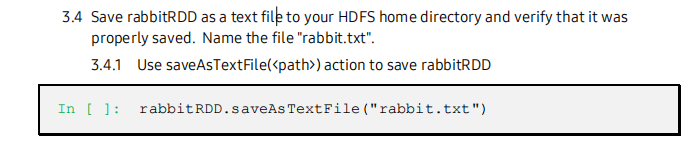 3.4 Save rabbitRDD as a text file to your HDFS home directory and verify that it was
properly saved. Name the file "rabbit.txt".
3.4.1 Use saveAsTextFile(<path>) action to save rabbitRDD
In [ ]: rabbitRDD.saveAsTextFile("rabbit.txt")